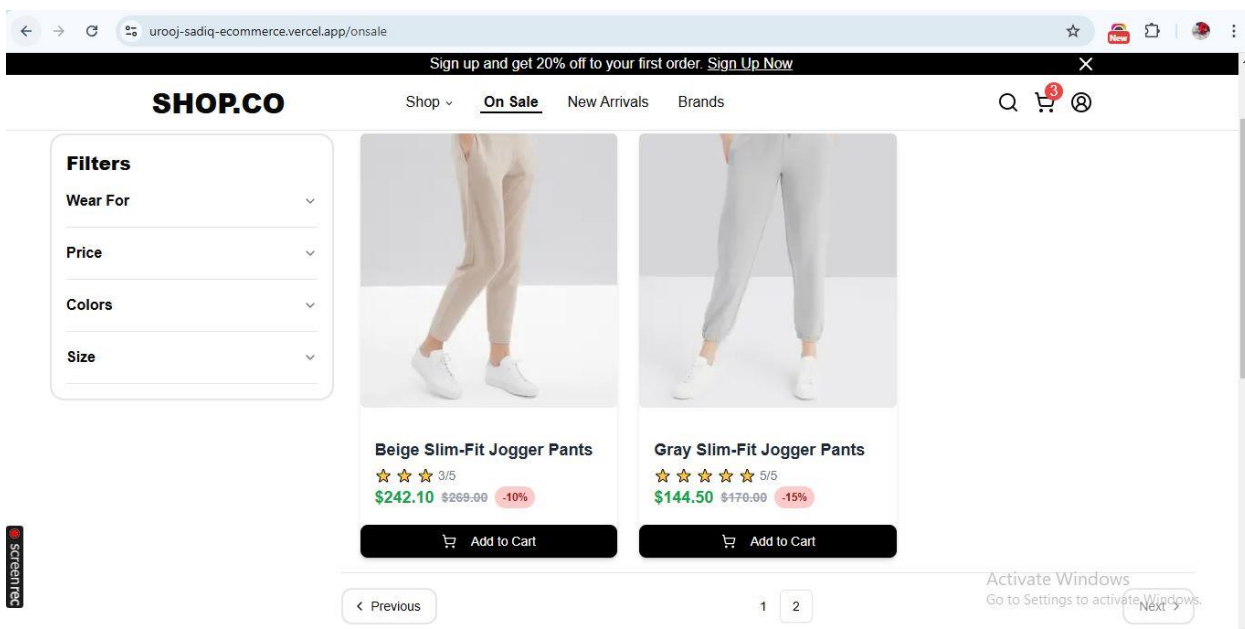 urooj-sadiq-ecommerce.vercel.app/onsale
New
Sign up and get 20% off to your first order. Sign Up Now
SHOP.CO
Shop
On Sale
New Arrivals
Brands
3
Filters
Wear For
Price
Colors
Size
Beige Slim-Fit Jogger Pants
3/5
$242.10 $269.00 -10%
Add to Cart
Gray Slim-Fit Jogger Pants
5/5
$144.50 $170.00 -15%
Add to Cart
screenrec
Previous
1
2
Next
Activate Windows
Go to Settings to activate Windows.